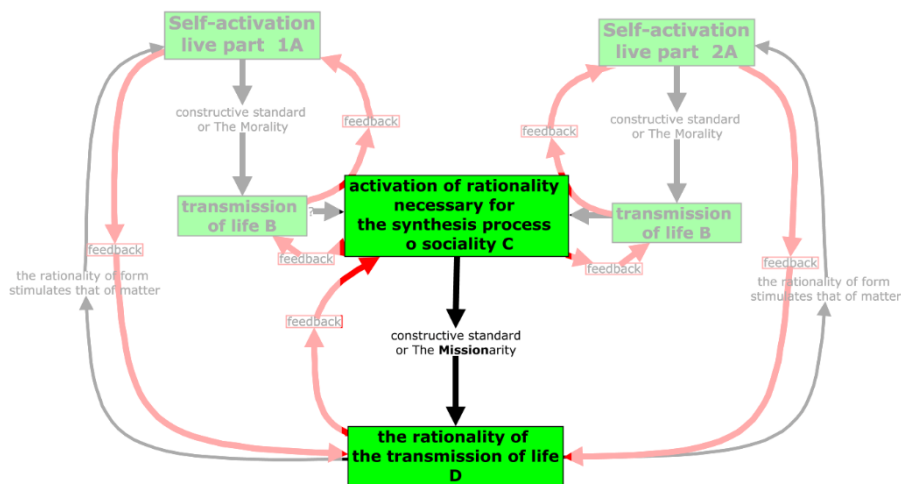 Self-activation
live part 1A
Self-activation
live part 2A
constructive standard
or The Morality
constructive standard
or The Morality
feedback
feedback
activation of rationality
necessary for
the synthesis process
o sociality C
transmission
of life B
?
transmission
of life B
feedback
feedback
feedback
feedback
the rationality of form
stimulates that of matter
the rationality of form
stimulates that of matter
feedback
constructive standard
or The Missionarity
the rationality of
the transmission of life
D